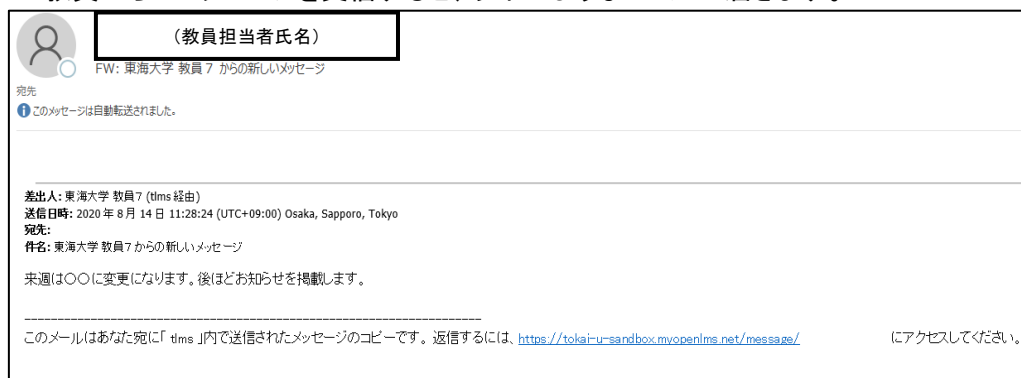 （教員担当者氏名）
FW: 東海大学 教員7 からの新しいメッセージ
宛先
このメッセージは自動転送されました。
差出人: 東海大学 教員7 (tlms 経由)
送信日時: 2020 年 8 月 14 日 11:28:24 (UTC+09:00) Osaka, Sapporo, Tokyo
宛先:
件名: 東海大学 教員7 からの新しいメッセージ
来週は〇〇に変更になります。後ほどお知らせを掲載します。
---------------------------------------------------------------------
このメールはあなた宛に「 tlms 」内で送信されたメッセージのコピーです。返信するには、https://tokai-u-sandbox.myopenlms.net/message/ にアクセスしてください。